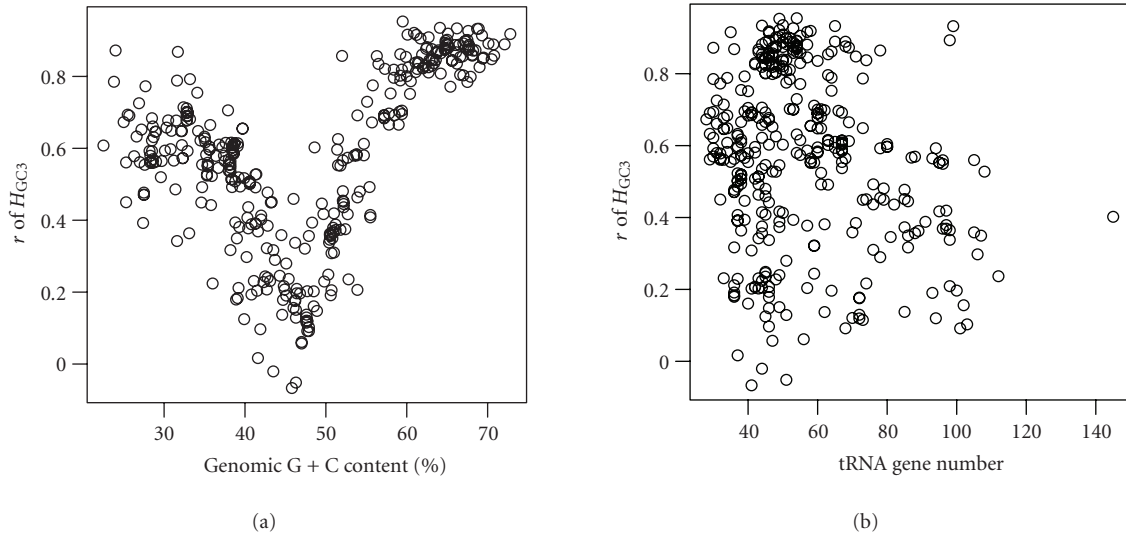 0.8
0.6
0.4
0.2
0
r of HGC3
30 40 50 60 70
Genomic G + C content (%)
(a)
0.8
0.6
0.4
0.2
0
r of HGC3
40 60 80 100 120 140
tRNA gene number
(b)